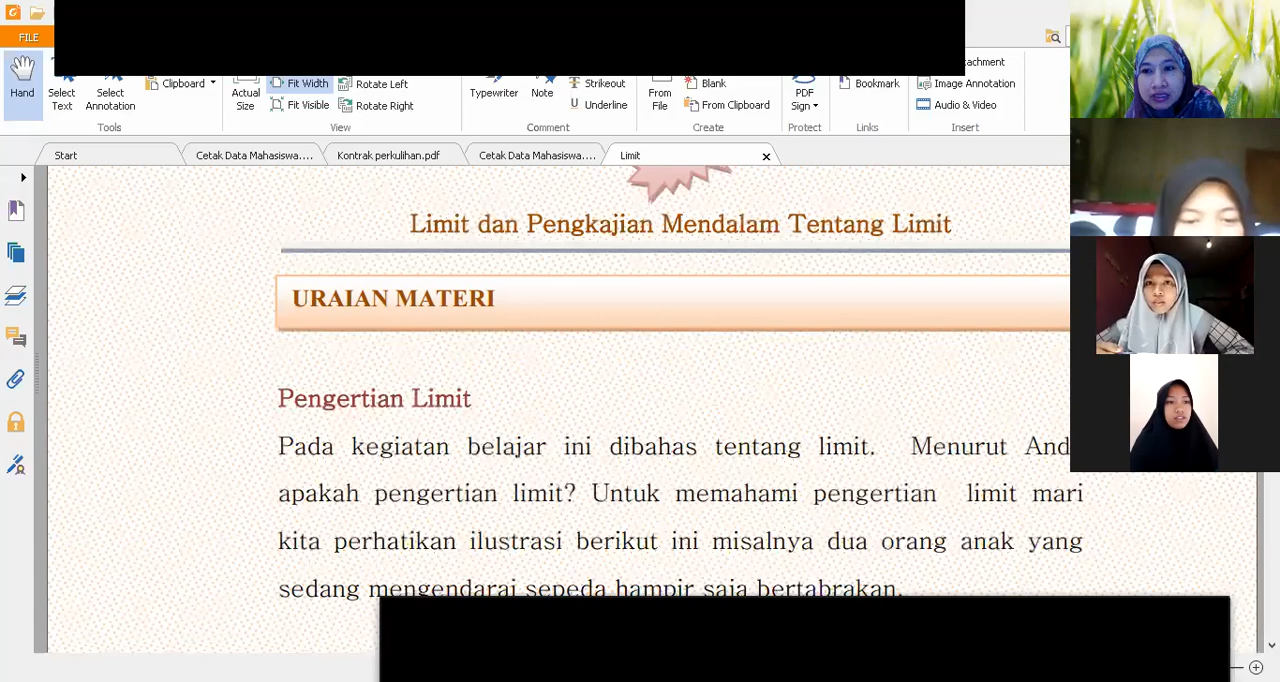 FILE
Hand
Select Text
Select Annotation
Clipboard
Tools
Actual Size
Fit Width
Fit Visible
Rotate Left
Rotate Right
View
Typewriter
Note
Strikeout
Underline
Comment
From File
Blank
From Clipboard
Create
PDF Sign
Protect
Bookmark
Links
Image Annotation
Audio & Video
Insert
Start
Cetak Data Mahasiswa....
Kontrak perkulihan.pdf
Cetak Data Mahasiswa....
Limit
Limit dan Pengkajian Mendalam Tentang Limit
URAIAN MATERI
Pengertian Limit
Pada kegiatan belajar ini dibahas tentang limit. Menurut
apakah pengertian limit? Untuk memahami pengertian limit mari
kita perhatikan ilustrasi berikut ini misalnya dua orang anak yang
sedang mengendarai sepeda hampir saja bertabrakan.